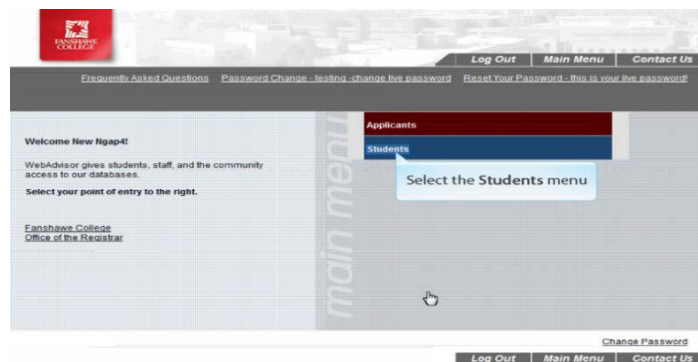 FANSHAWE
COLLEGE
Log Out Main Menu Contact Us
Frequently Asked Questions Password Change - testing -change live password Reset Your Password - this is your live password!
main menu
Applicants
Students
Select the Students menu
Welcome New Ngap4!
WebAdvisor gives students, staff, and the community
access to our databases.
Select your point of entry to the right.
Fanshawe College
Office of the Registrar
Change Password
Log Out Main Menu Contact Us